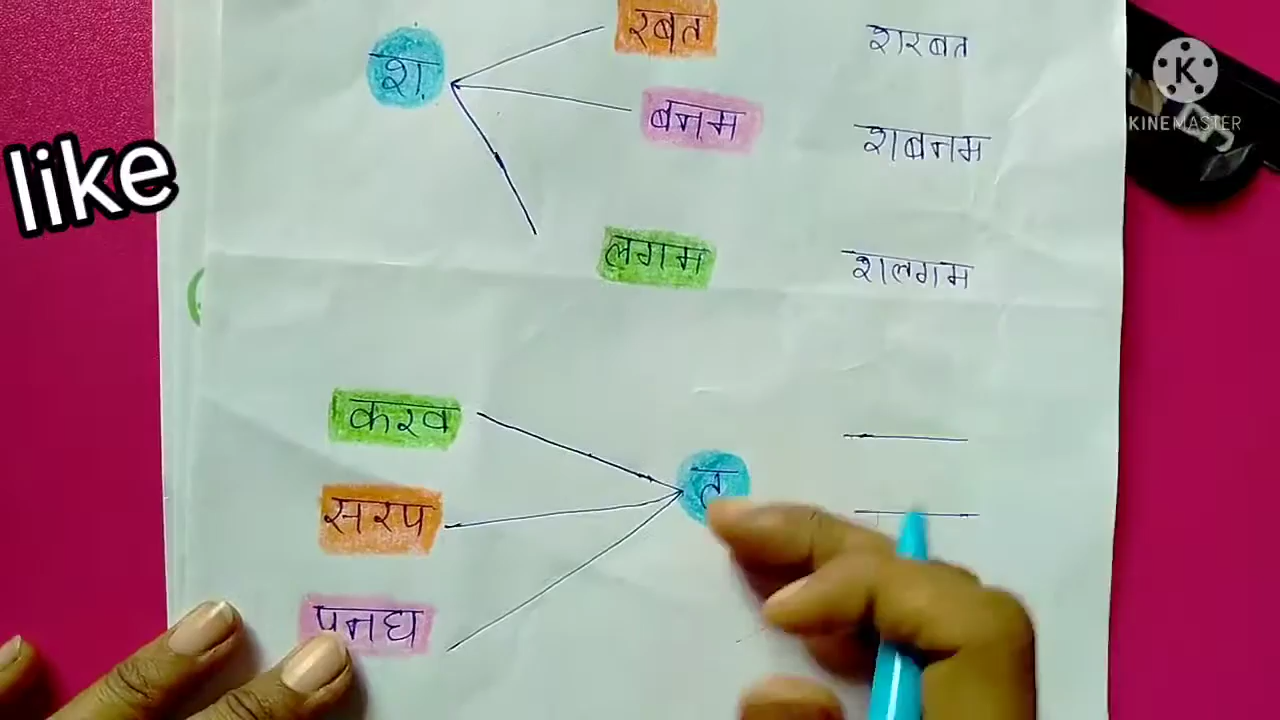 श
रबत
शरबत
बनम
शबनम
लगम
शलगम
like
KINEMASTER
करव
त
सरप
पनघ